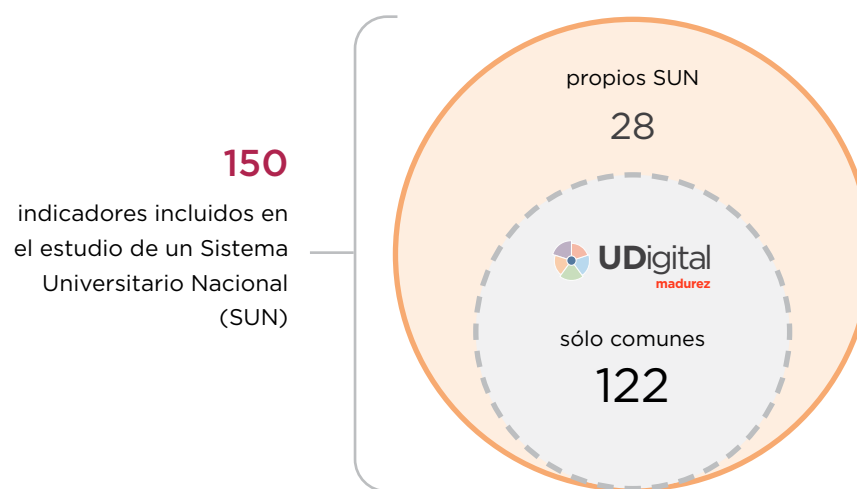 150
indicadores incluidos en
el estudio de un Sistema
Universitario Nacional
(SUN)
propios SUN
28
UDigital
madurez
sólo comunes
122